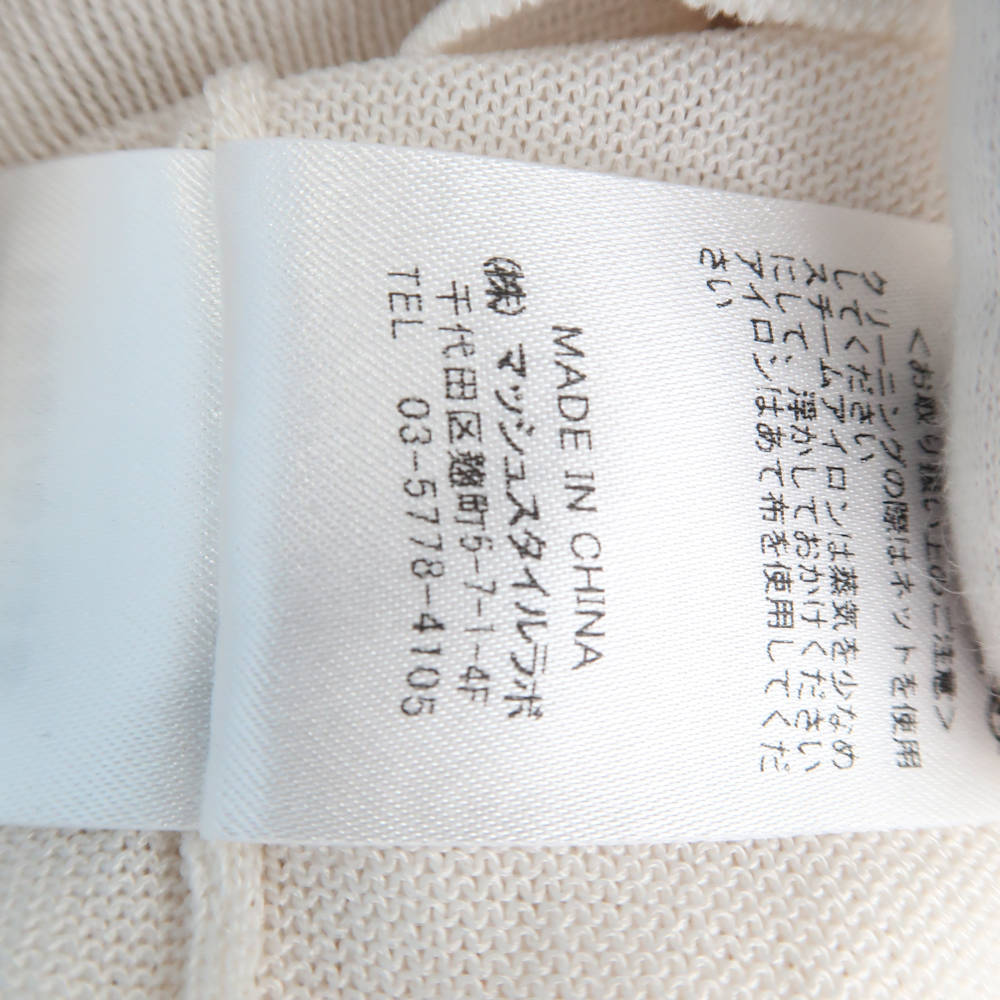 <お取り扱い上のご注意>
クリーニングの際はネットを使用
してください
スチームアイロンは蒸気を少なめ
にして、浮かしておかけください
アイロンはあて布を使用してくだ
さい
MADE IN CHINA
㈱ マッシュスタイルラボ
千代田区麹町5-7-1-4F
TEL 03-5778-4105